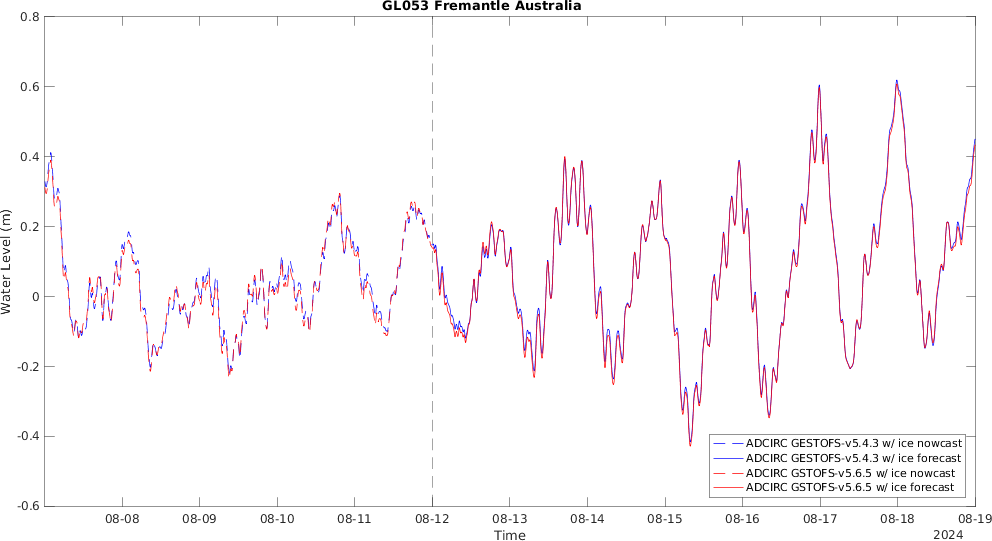 GL053 Fremantle Australia
Water Level (m)
0.8
0.6
0.4
0.2
0
-0.2
-0.4
-0.6
ADCIRC GESTOFS-v5.4.3 w/ ice nowcast
ADCIRC GESTOFS-v5.4.3 w/ ice forecast
ADCIRC GSTOFS-v5.6.5 w/ ice nowcast
ADCIRC GSTOFS-v5.6.5 w/ ice forecast
08-08 08-09 08-10 08-11 08-12 08-13 08-14 08-15 08-16 08-17 08-18 08-19
Time
2024